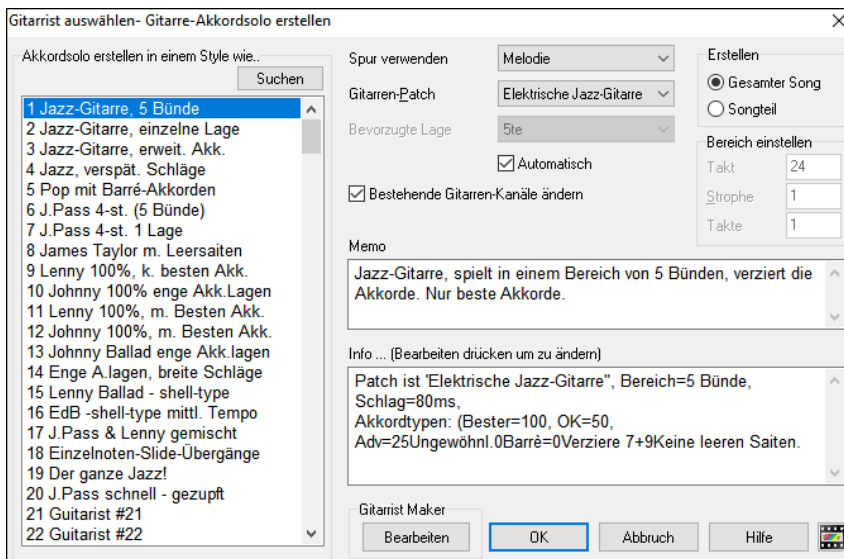 Gitarrist auswählen- Gitarre-Akkordsolo erstellen
Akkordsolo erstellen in einem Style wie..
Suchen
1 Jazz-Gitarre, 5 Bünde
2 Jazz-Gitarre, einzelne Lage
3 Jazz-Gitarre, erweit. Akk.
4 Jazz, verspät. Schläge
5 Pop mit Barré-Akkorden
6 J.Pass 4-st. (5 Bünde)
7 J.Pass 4-st. 1 Lage
8 James Taylor m. Leersaiten
9 Lenny 100%, k. besten Akk.
10 Johnny 100% enge Akk.Lagen
11 Lenny 100%, m. Besten Akk.
12 Johnny 100%, m. Besten Akk.
13 Johnny Ballad enge Akk.lagen
14 Enge A.lagen, breite Schläge
15 Lenny Ballad - shell-type
16 EdB -shell-type mittl. Tempo
17 J.Pass & Lenny gemischt
18 Einzelnoten-Slide-Übergänge
19 Der ganze Jazz!
20 J.Pass schnell - gezupft
21 Guitarist #21
22 Guitarist #22
Spur verwenden
Melodie
Gitarren-Patch
Elektrische Jazz-Gitarre
Bevorzugte Lage
5te
Automatisch
Bestehende Gitarren-Kanäle ändern
Erstellen
Gesamter Song
Songteil
Bereich einstellen
Takt
24
Strophe
1
Takte
1
Memo
Jazz-Gitarre, spielt in einem Bereich von 5 Bünden, verziert die
Akkorde. Nur beste Akkorde.
Info ... (Bearbeiten drücken um zu ändern)
Patch ist 'Elektrische Jazz-Gitarre", Bereich=5 Bünde,
Schlag=80ms,
Akkordtypen: (Bester=100, OK=50,
Adv=25Ungewöhnl.0Barrè=0Verziere 7+9Keine leeren Saiten.
Gitarrist Maker
Bearbeiten
OK
Abbruch
Hilfe